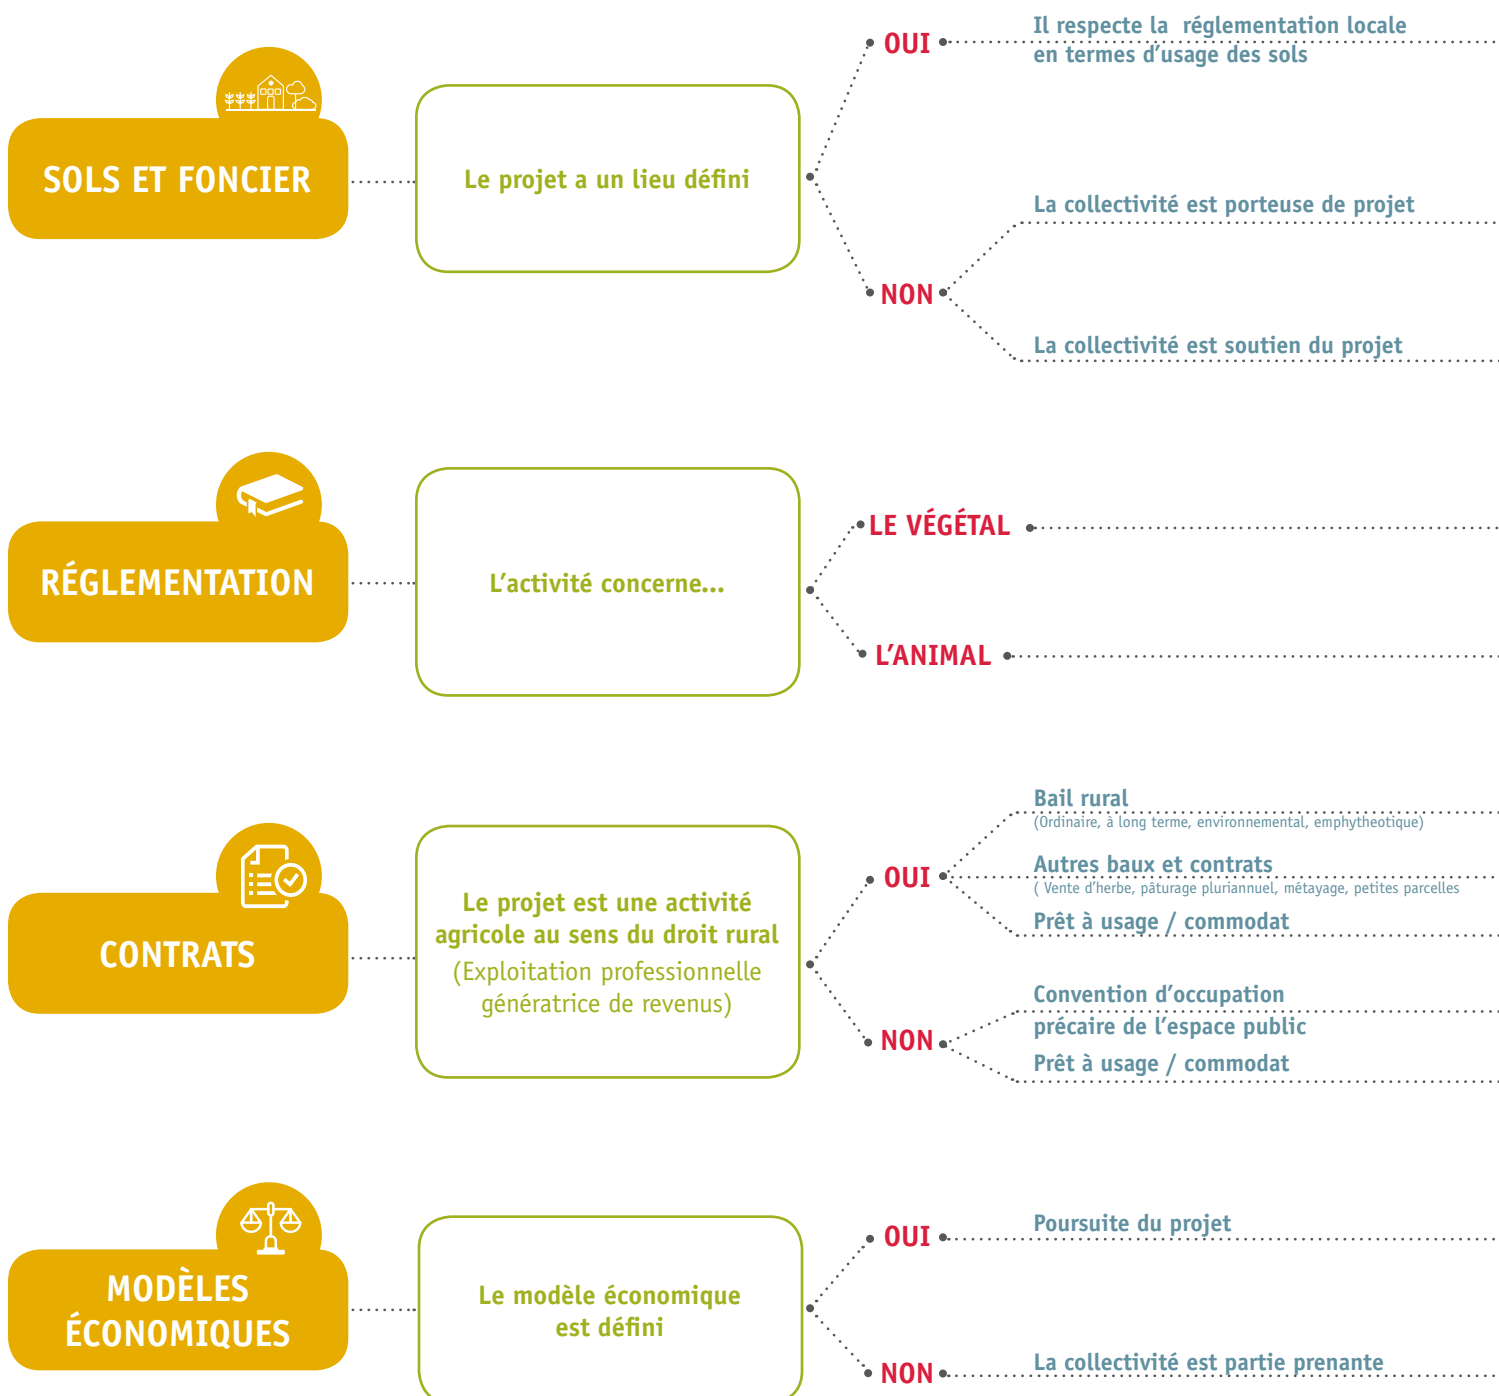 SOLS ET FONCIER
Le projet a un lieu défini
OUI
Il respecte la réglementation locale
en termes d'usage des sols
NON
La collectivité est porteuse de projet
La collectivité est soutien du projet
RÉGLEMENTATION
L'activité concerne...
LE VÉGÉTAL
L'ANIMAL
CONTRATS
Le projet est une activité
agricole au sens du droit rural
(Exploitation professionnelle
génératrice de revenus)
OUI
Bail rural
(Ordinaire, à long terme, environnemental, emphytheotique)
Autres baux et contrats
( Vente d'herbe, pâturage pluriannuel, métayage, petites parcelles
Prêt à usage / commodat
NON
Convention d'occupation
précaire de l'espace public
Prêt à usage / commodat
MODÈLES
ÉCONOMIQUES
Le modèle économique
est défini
OUI
Poursuite du projet
NON
La collectivité est partie prenante